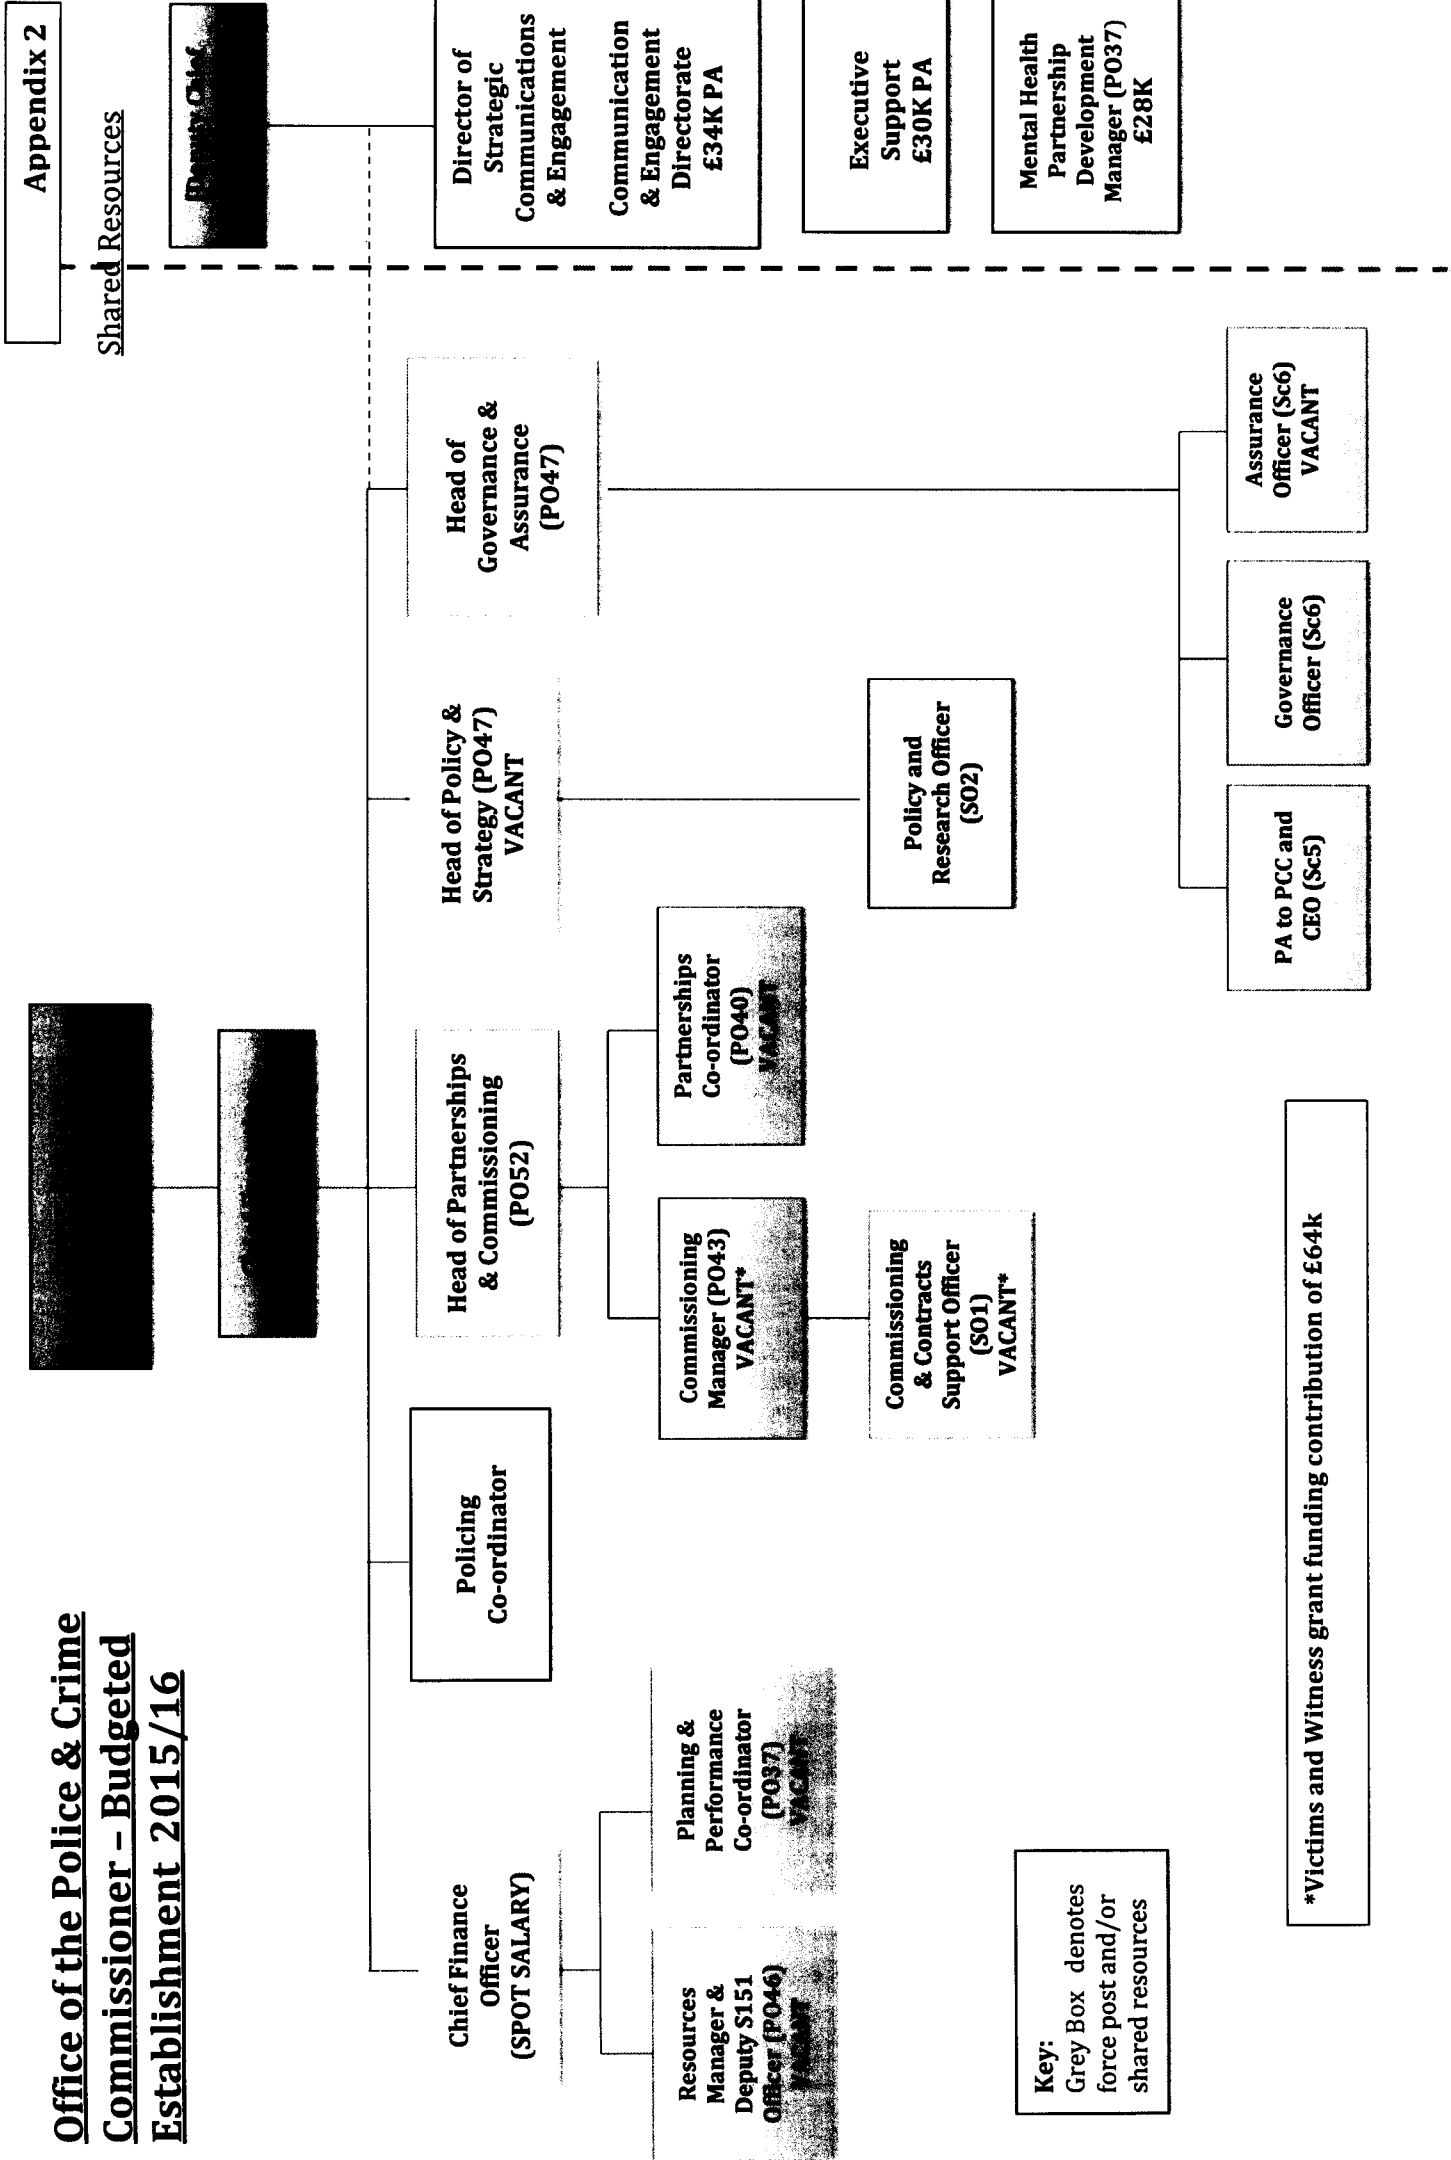 Appendix 2
Office of the Police & Crime
Commissioner – Budgeted
Establishment 2015/16
Shared Resources
Deputy Chief
Chief Finance
Officer
(SPOT SALARY)
Policing
Co-ordinator
Head of Partnerships
& Commissioning
(PO52)
Head of Policy &
Strategy (PO47)
VACANT
Head of
Governance &
Assurance
(PO47)
Director of
Strategic
Communications
& Engagement
Communication
& Engagement
Directorate
£34K PA
Resources
Manager &
Deputy S151
Officer (PO46)
VACANT
Planning &
Performance
Co-ordinator
(PO37)
VACANT
Commissioning
Manager (PO43)
VACANT*
Partnerships
Co-ordinator
(PO40)
VACANT
Commissioning
& Contracts
Support Officer
(SO1)
VACANT*
Policy and
Research Officer
(SO2)
Executive
Support
£30K PA
Mental Health
Partnership
Development
Manager (PO37)
£28K
PA to PCC and
CEO (Sc5)
Governance
Officer (Sc6)
Assurance
Officer (Sc6)
VACANT
Key:
Grey Box denotes
force post and/or
shared resources
*Victims and Witness grant funding contribution of £64k